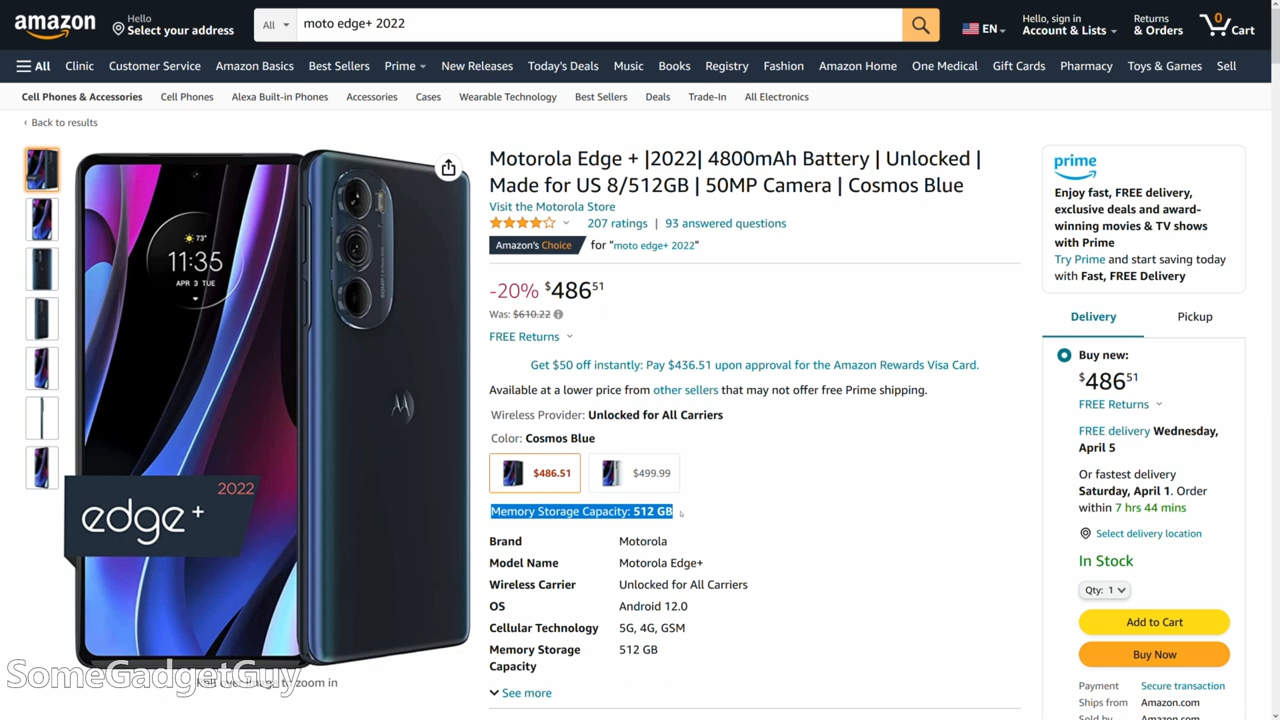 amazon
Hello
Select your address
All
moto edge+ 2022
EN
Hello, sign in
Account & Lists
Returns
& Orders
0
Cart
All
Clinic
Customer Service
Amazon Basics
Best Sellers
Prime
New Releases
Today's Deals
Music
Books
Registry
Fashion
Amazon Home
One Medical
Gift Cards
Pharmacy
Toys & Games
Sell
Cell Phones & Accessories
Cell Phones
Alexa Built-in Phones
Accessories
Cases
Wearable Technology
Best Sellers
Deals
Trade-In
All Electronics
‹ Back to results
73°
11:35
APR 3 TUE
2022
edge+
Roll over image to zoom in
SomeGadgetGuy
Motorola Edge + |2022| 4800mAh Battery | Unlocked |
Made for US 8/512GB | 50MP Camera | Cosmos Blue
Visit the Motorola Store
207 ratings | 93 answered questions
Amazon's Choice for "moto edge+ 2022"
-20% $48651
Was: $610.22
FREE Returns
Get $50 off instantly: Pay $436.51 upon approval for the Amazon Rewards Visa Card.
Available at a lower price from other sellers that may not offer free Prime shipping.
Wireless Provider: Unlocked for All Carriers
Color: Cosmos Blue
$486.51
$499.99
Memory Storage Capacity: 512 GB
Brand Motorola
Model Name Motorola Edge+
Wireless Carrier Unlocked for All Carriers
OS Android 12.0
Cellular Technology 5G, 4G, GSM
Memory Storage 512 GB
Capacity
See more
prime
Enjoy fast, FREE delivery,
exclusive deals and award-
winning movies & TV shows
with Prime
Try Prime and start saving today
with Fast, FREE Delivery
Delivery
Pickup
Buy new:
$48651
FREE Returns
FREE delivery Wednesday,
April 5
Or fastest delivery
Saturday, April 1. Order
within 7 hrs 44 mins
Select delivery location
In Stock
Qty: 1
Add to Cart
Buy Now
Payment Secure transaction
Ships from Amazon.com
Sold by Amazon.com